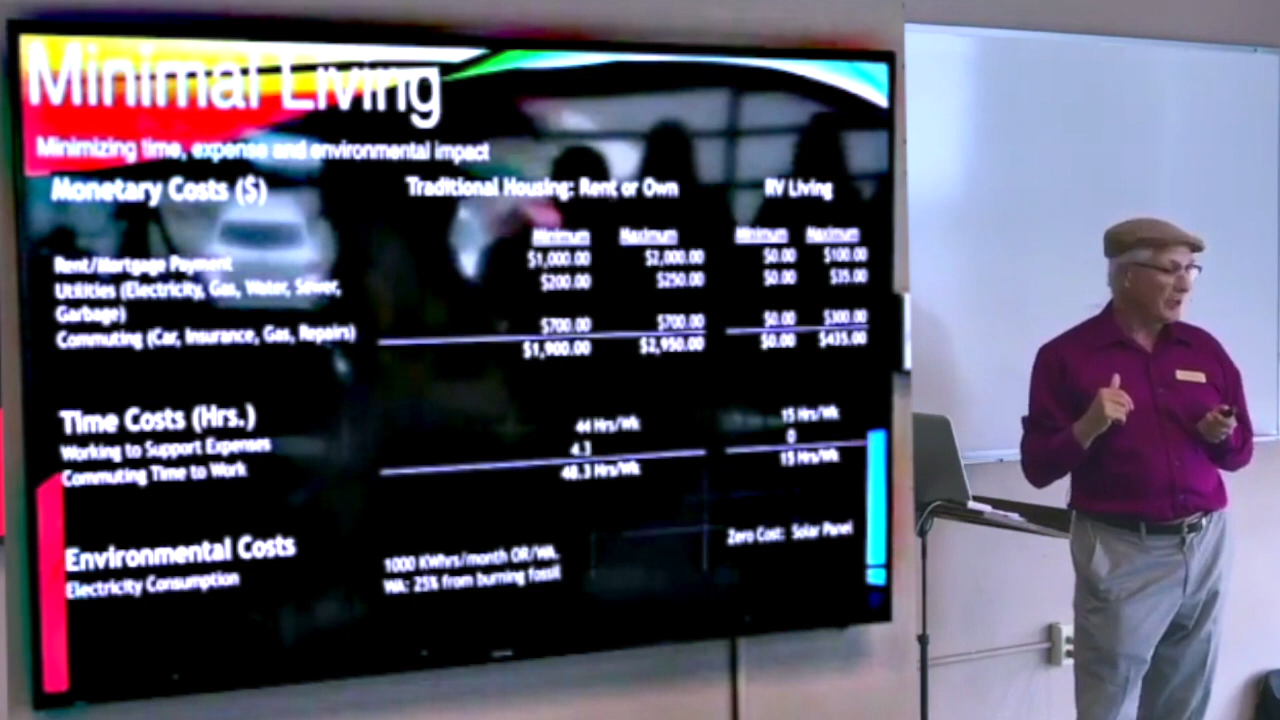 Minimal Living
Minimizing time, expense and environmental impact
Monetary Costs ($) Traditional Housing: Rent or Own RV Living
Minimum Maximum Minimum Maximum
Rent/Mortgage Payment $1,000.00 $2,000.00 $0.00 $100.00
Utilities (Electricity, Gas, Water, Sewer, $200.00 $250.00 $0.00 $35.00
Garbage)
Commuting (Car, Insurance, Gas, Repairs) $700.00 $700.00 $0.00 $300.00
$1,900.00 $2,950.00 $0.00 $435.00
Time Costs (Hrs.)
Working to Support Expenses 44 Hrs/Wk 15 Hrs/Wk
Commuting Time to Work 4.3 0
48.3 Hrs/Wk 15 Hrs/Wk
Environmental Costs
Electricity Consumption 1000 KWhrs/month OR/WA. Zero Cost: Solar Panel
WA: 25% from burning fossil